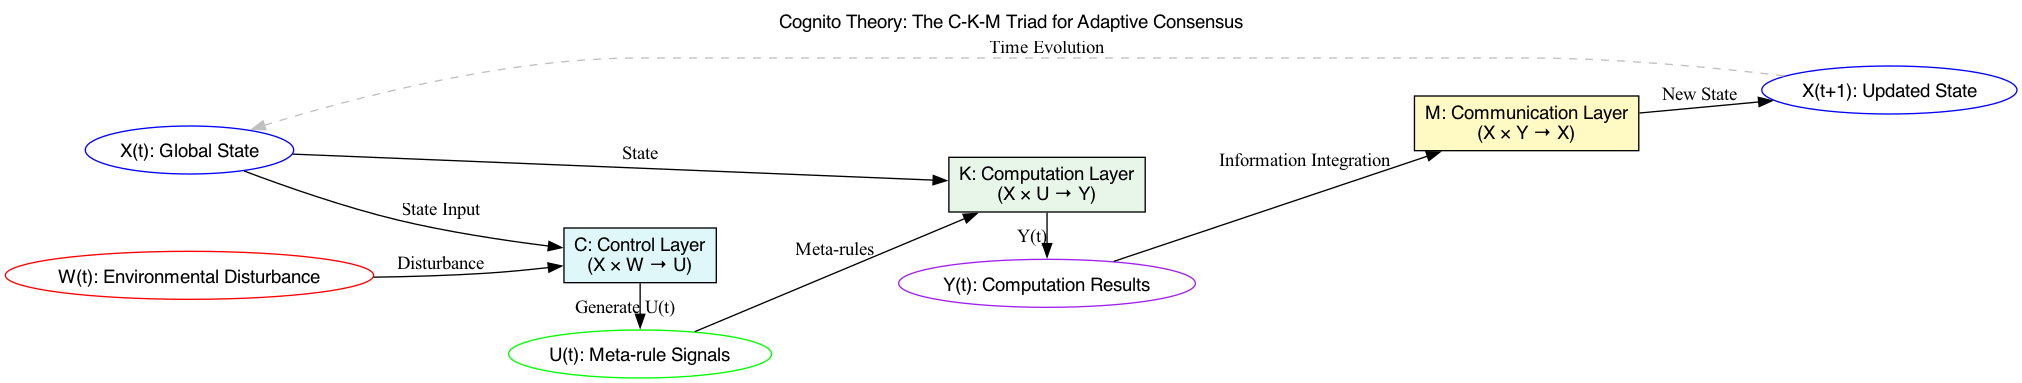 Cognito Theory: The C-K-M Triad for Adaptive Consensus
Time Evolution
X(t+1): Updated State
New State
M: Communication Layer
(X × Y → X)
Information Integration
X(t): Global State
State
K: Computation Layer
(X × U → Y)
State Input
C: Control Layer
(X × W → U)
W(t): Environmental Disturbance
Disturbance
Meta-rules
Y(t)
Y(t): Computation Results
Generate U(t)
U(t): Meta-rule Signals